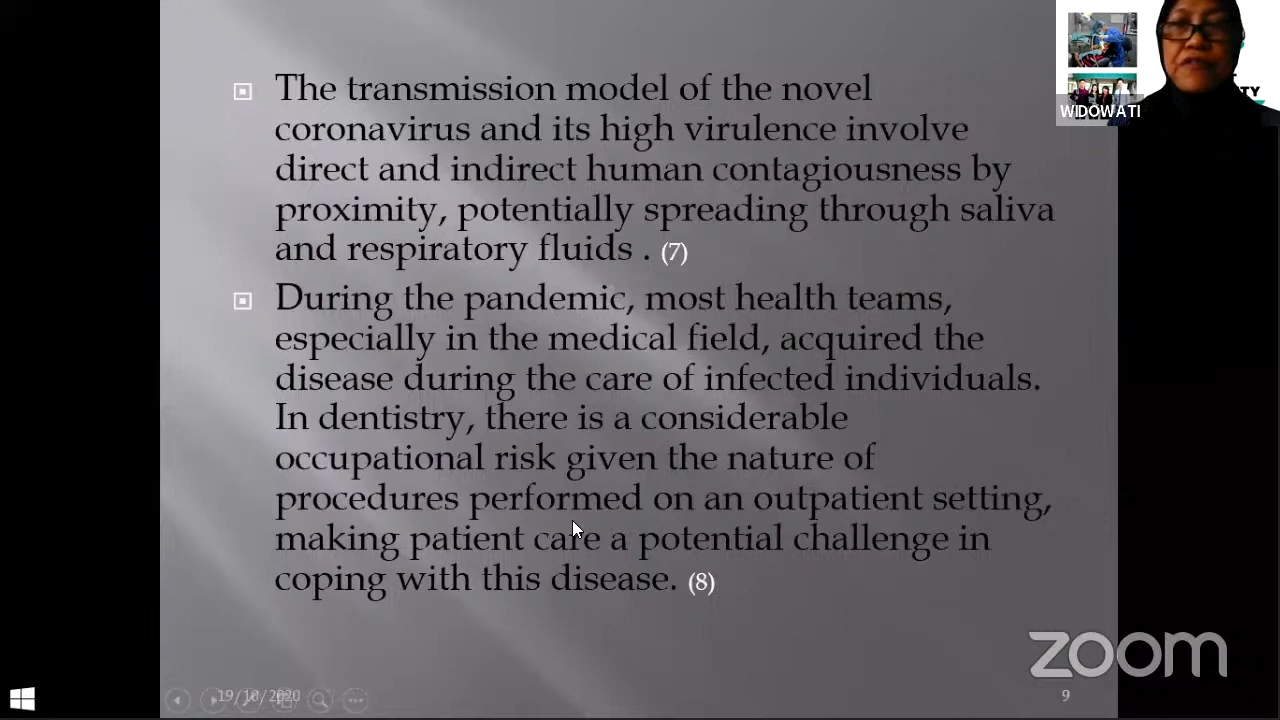 The transmission model of the novel
coronavirus and its high virulence involve
direct and indirect human contagiousness by
proximity, potentially spreading through saliva
and respiratory fluids . (7)
During the pandemic, most health teams,
especially in the medical field, acquired the
disease during the care of infected individuals.
In dentistry, there is a considerable
occupational risk given the nature of
procedures performed on an outpatient setting,
making patient care a potential challenge in
coping with this disease. (8)
WIDOWATI
TY
zoom
19/10/2020
9